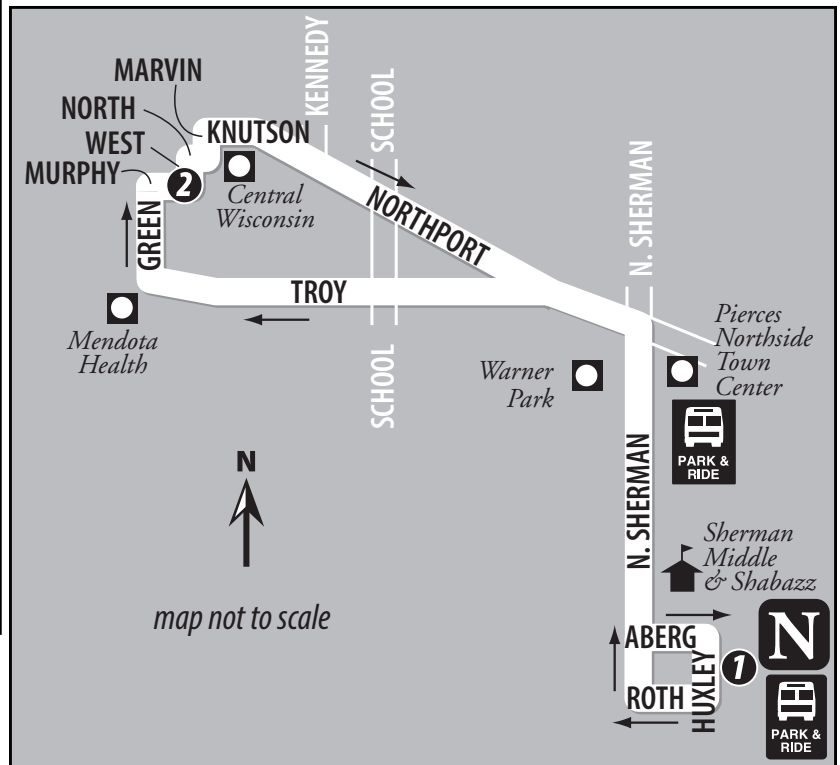 MARVIN
NORTH
WEST
MURPHY
KNUTSON
KENNEDY
SCHOOL
2
Central
Wisconsin
GREEN
NORTHPORT
N. SHERMAN
TROY
Mendota
Health
SCHOOL
Warner
Park
Pierces
Northside
Town
Center
PARK &
RIDE
N
map not to scale
N. SHERMAN
Sherman
Middle
& Shabazz
ABERG
HUXLEY
ROTH
1
N
PARK &
RIDE